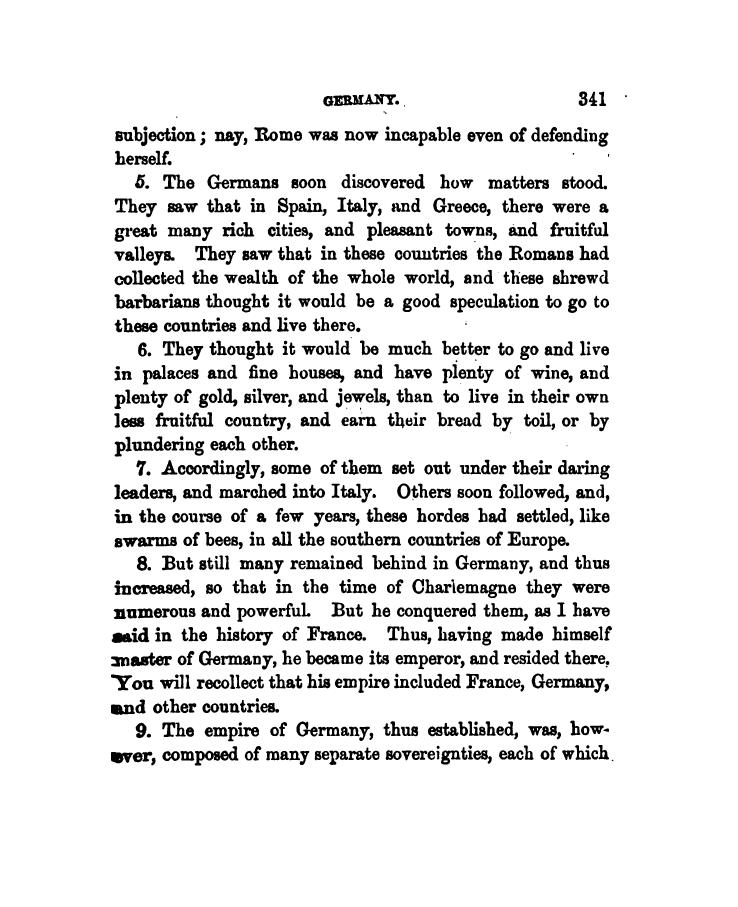 GERMANY. 341
subjection; nay, Rome was now incapable even of defending
herself.
5. The Germans soon discovered how matters stood.
They saw that in Spain, Italy, and Greece, there were a
great many rich cities, and pleasant towns, and fruitful
valleys. They saw that in these countries the Romans had
collected the wealth of the whole world, and these shrewd
barbarians thought it would be a good speculation to go to
these countries and live there.
6. They thought it would be much better to go and live
in palaces and fine houses, and have plenty of wine, and
plenty of gold, silver, and jewels, than to live in their own
less fruitful country, and earn their bread by toil, or by
plundering each other.
7. Accordingly, some of them set out under their daring
leaders, and marched into Italy. Others soon followed, and,
in the course of a few years, these hordes had settled, like
swarms of bees, in all the southern countries of Europe.
8. But still many remained behind in Germany, and thus
increased, so that in the time of Charlemagne they were
numerous and powerful. But he conquered them, as I have
said in the history of France. Thus, having made himself
master of Germany, he became its emperor, and resided there.
You will recollect that his empire included France, Germany,
and other countries.
9. The empire of Germany, thus established, was, how-
ever, composed of many separate sovereignties, each of which